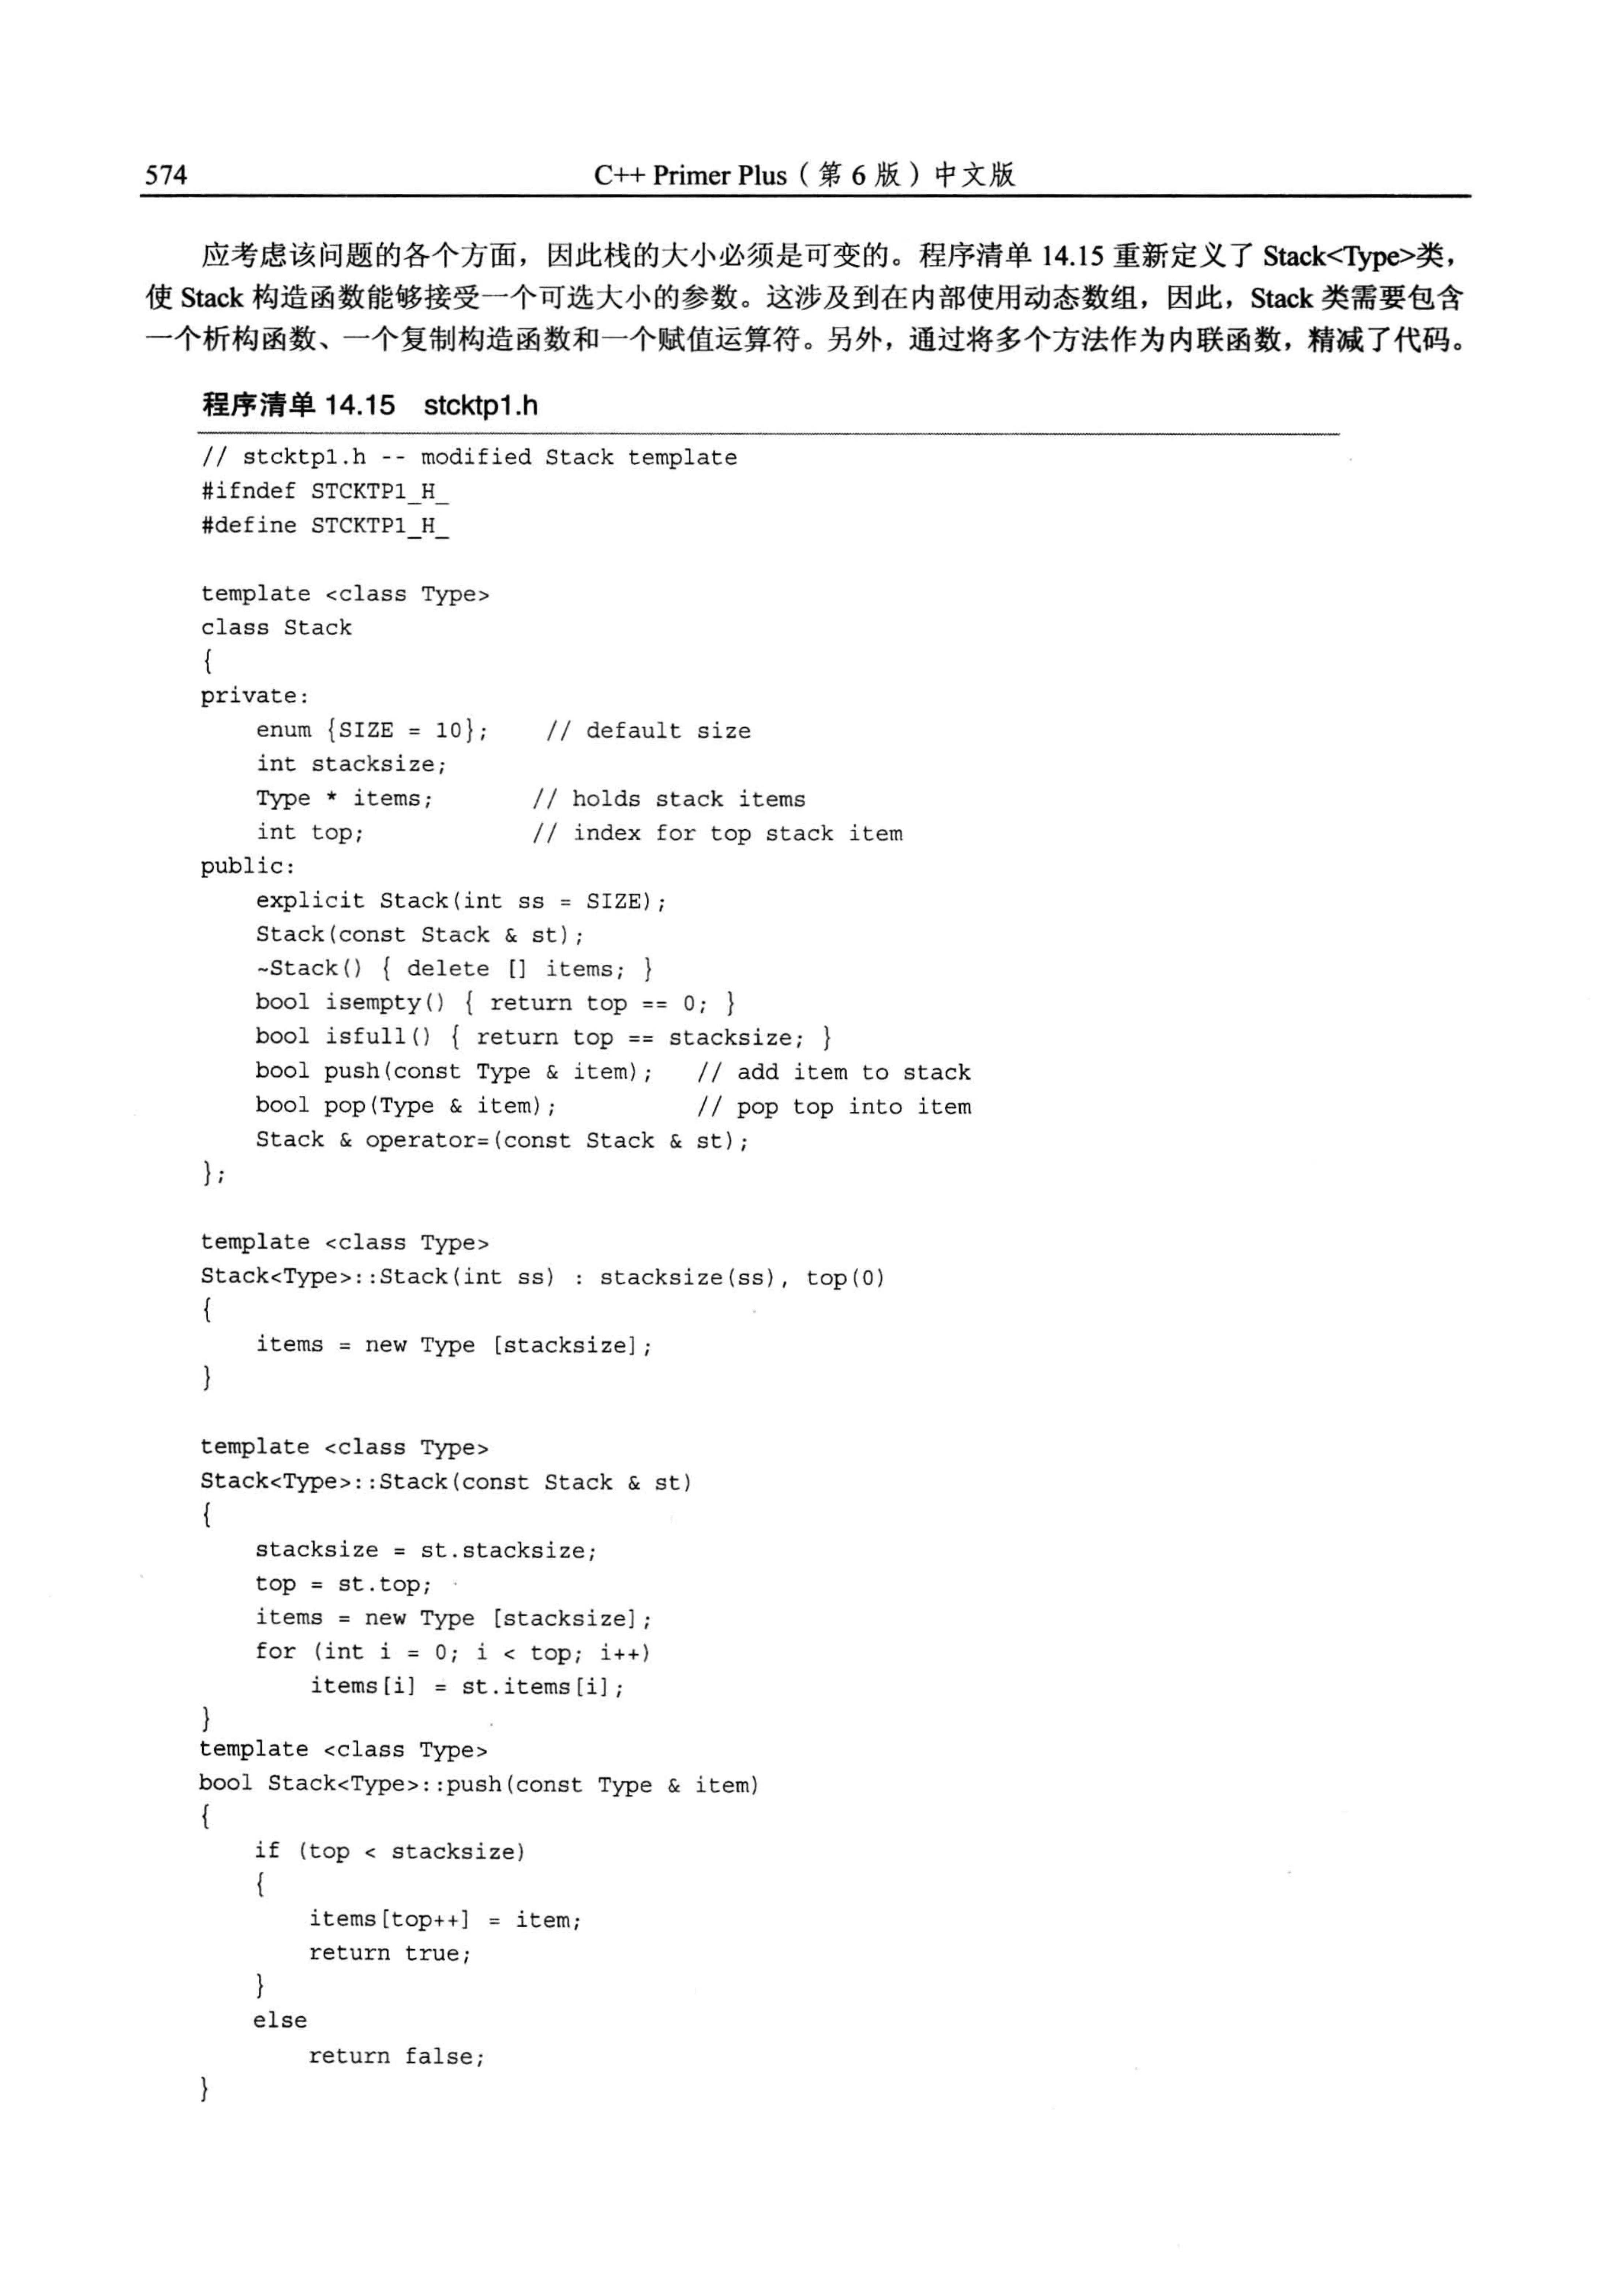 574
C++ Primer Plus（第 6 版）中文版
应考虑该问题的各个方面，因此栈的大小必须是可变的。程序清单 14.15 重新定义了 Stack<Type>类，
使 Stack 构造函数能够接受一个可选大小的参数。这涉及到在内部使用动态数组，因此，Stack 类需要包含
一个析构函数、一个复制构造函数和一个赋值运算符。另外，通过将多个方法作为内联函数，精减了代码。
程序清单 14.15 stcktp1.h
// stcktp1.h -- modified Stack template
#ifndef STCKTP1_H_
#define STCKTP1_H_
template <class Type>
class Stack
{
private:
    enum {SIZE = 10};    // default size
    int stacksize;
    Type * items;       // holds stack items
    int top;            // index for top stack item
public:
    explicit Stack(int ss = SIZE);
    Stack(const Stack & st);
    ~Stack() { delete [] items; }
    bool isempty() { return top == 0; }
    bool isfull() { return top == stacksize; }
    bool push(const Type & item);   // add item to stack
    bool pop(Type & item);          // pop top into item
    Stack & operator=(const Stack & st);
};
template <class Type>
Stack<Type>::Stack(int ss) : stacksize(ss), top(0)
{
    items = new Type [stacksize];
}
template <class Type>
Stack<Type>::Stack(const Stack & st)
{
    stacksize = st.stacksize;
    top = st.top;
    items = new Type [stacksize];
    for (int i = 0; i < top; i++)
        items[i] = st.items[i];
}
template <class Type>
bool Stack<Type>::push(const Type & item)
{
    if (top < stacksize)
    {
        items[top++] = item;
        return true;
    }
    else
        return false;
}